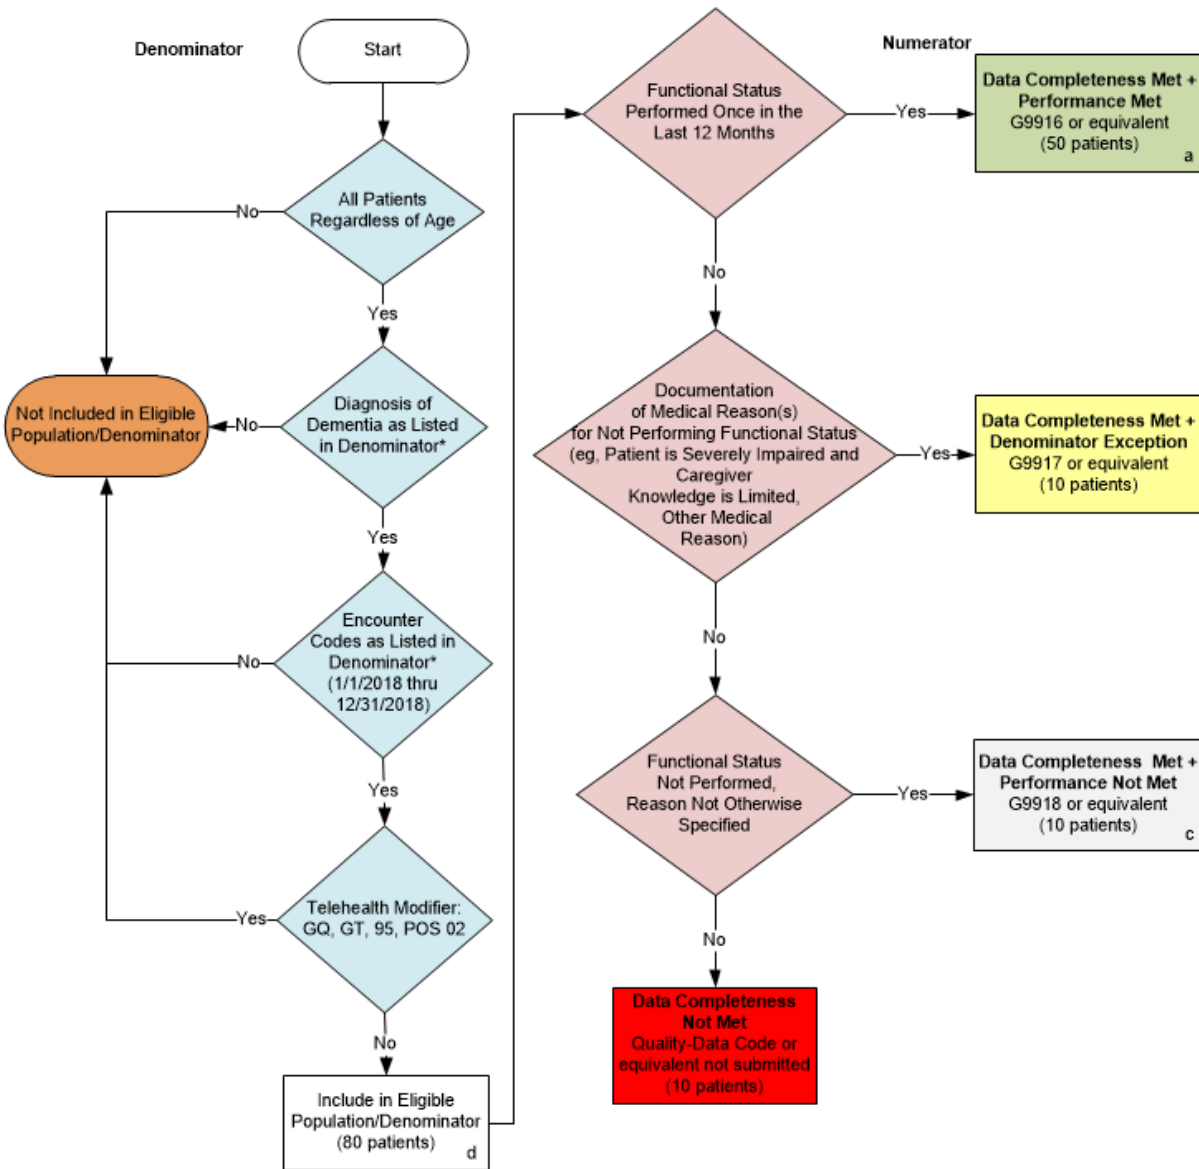 Denominator
Start
All Patients
Regardless of Age
No
Yes
Diagnosis of
Dementia as Listed
in Denominator*
No
Not Included in Eligible
Population/Denominator
Yes
Encounter
Codes as Listed in
Denominator*
(1/1/2018 thru
12/31/2018)
No
Yes
Telehealth Modifier:
GQ, GT, 95, POS 02
Yes
No
Include in Eligible
Population/Denominator
(80 patients)
d
Numerator
Functional Status
Performed Once in the
Last 12 Months
Yes
Data Completeness Met +
Performance Met
G9916 or equivalent
(50 patients)
a
No
Documentation
of Medical Reason(s)
for Not Performing Functional Status
(eg, Patient is Severely Impaired and
Caregiver
Knowledge is Limited,
Other Medical
Reason)
Yes
Data Completeness Met +
Denominator Exception
G9917 or equivalent
(10 patients)
No
Functional Status
Not Performed,
Reason Not Otherwise
Specified
Yes
Data Completeness Met +
Performance Not Met
G9918 or equivalent
(10 patients)
c
No
Data Completeness
Not Met
Quality-Data Code or
equivalent not submitted
(10 patients)